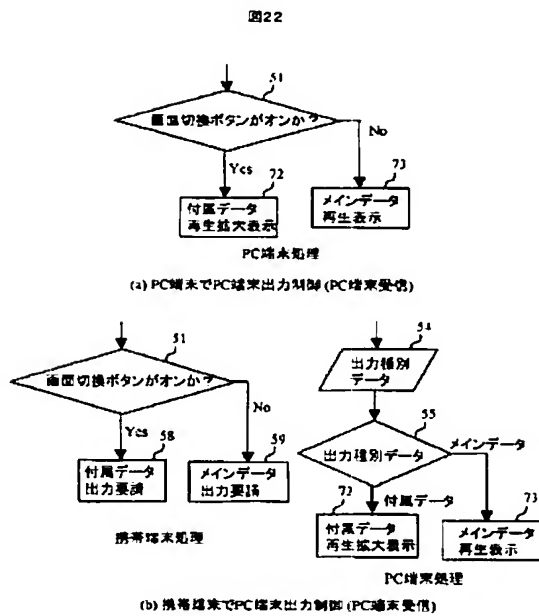 図22
51
画面切換ボタンがオンか?
No
Yes
72
73
付属データ
再生拡大表示
メインデータ
再生表示
PC端末処理
(a) PC端末でPC端末出力制御 (PC端末受信)
51
画面切換ボタンがオンか?
No
Yes
58
59
付属データ
出力要請
メインデータ
出力要請
携帯端末処理
54
出力種別
データ
55
出力種別データ
メインデータ
付属データ
72
73
付属データ
再生拡大表示
メインデータ
再生表示
PC端末処理
(b) 携帯端末でPC端末出力制御 (PC端末受信)